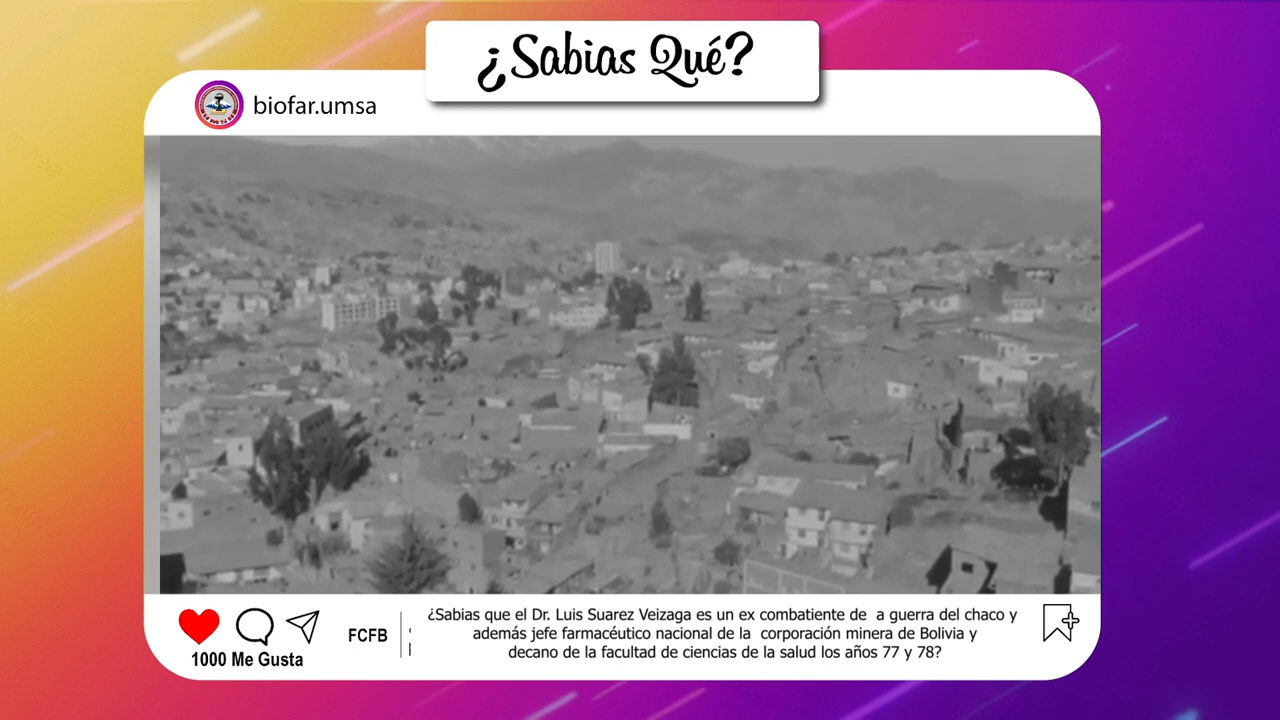 ¿Sabias Qué?
biofar.umsa
¿Sabias que el Dr. Luis Suarez Veizaga es un ex combatiente de a guerra del chaco y
además jefe farmacéutico nacional de la corporación minera de Bolivia y
decano de la facultad de ciencias de la salud los años 77 y 78?
FCFB
1000 Me Gusta